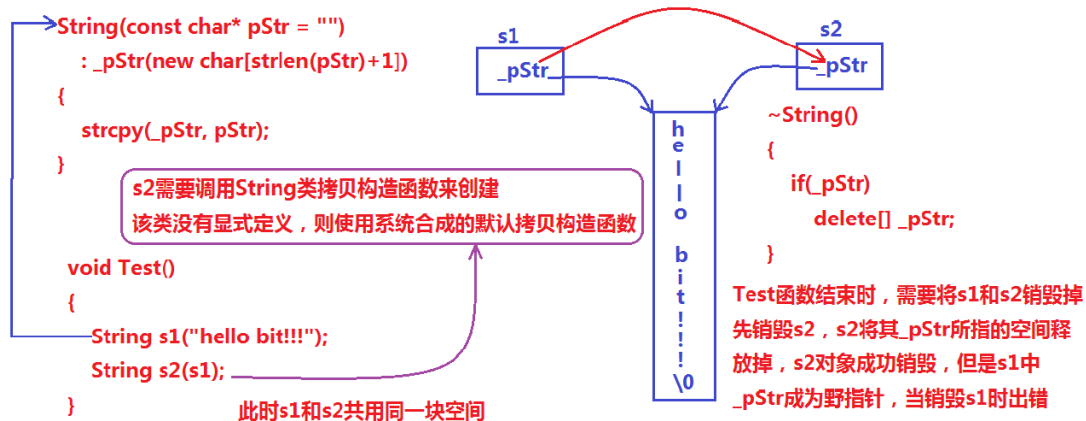 String(const char* pStr = "")
: _pStr(new char[strlen(pStr)+1])
{
strcpy(_pStr, pStr);
}
s2需要调用String类拷贝构造函数来创建
该类没有显式定义，则使用系统合成的默认拷贝构造函数
void Test()
{
String s1("hello bit!!!");
String s2(s1);
}
此时s1和s2共用同一块空间
s1
_pStr
s2
_pStr
h
e
l
l
o
b
i
t
!
!
!
\0
~String()
{
if(_pStr)
delete[] _pStr;
}
Test函数结束时，需要将s1和s2销毁掉
先销毁s2，s2将其_pStr所指的空间释
放掉，s2对象成功销毁，但是s1中
_pStr成为野指针，当销毁s1时出错